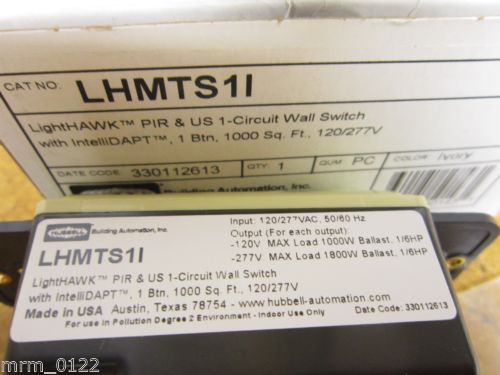 CAT NO: LHMTS1I
LightHAWK™ PIR & US 1-Circuit Wall Switch
with IntelliDAPT™, 1 Btn, 1000 Sq. Ft., 120/277V
DATE CODE: 330112613 QTY: 1 QUM: PC COLOR: Ivory
Building Automation, Inc.
HUBBELL Building Automation, Inc.
LHMTS1I
Input: 120/277VAC, 50/60 Hz
Output (For each output):
-120V MAX Load 1000W Ballast, 1/6HP
-277V MAX Load 1800W Ballast, 1/6HP
LightHAWK™ PIR & US 1-Circuit Wall Switch
with IntelliDAPT™, 1 Btn, 1000 Sq. Ft., 120/277V
Made in USA Austin, Texas 78754 - www.hubbell-automation.com
For use in Pollution Degree 2 Environment - Indoor Use Only
Date Code: 330112613
mrm_0122